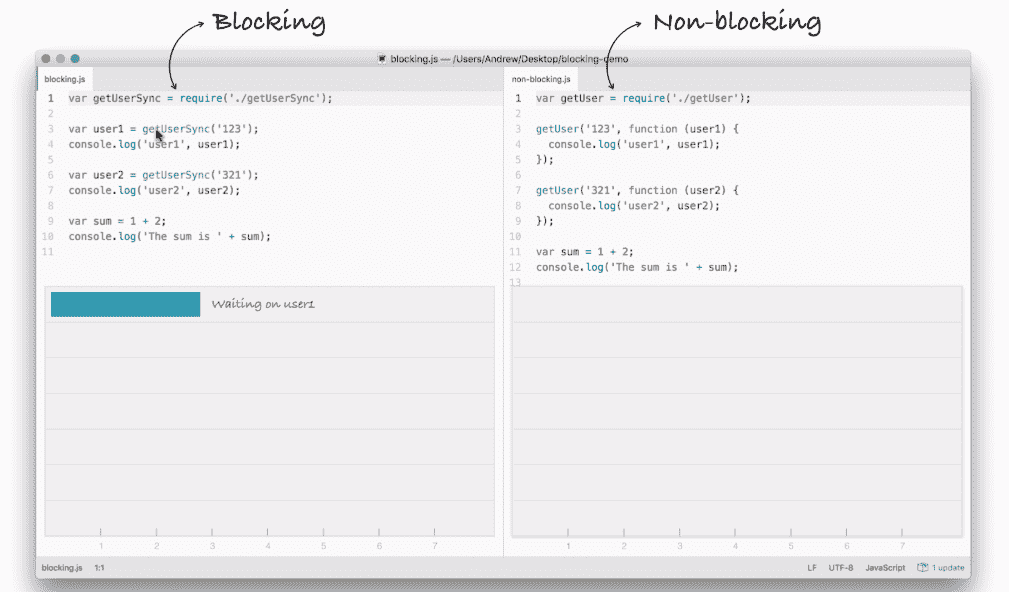 Blocking
Non-blocking
blocking.js — /Users/Andrew/Desktop/blocking-demo
blocking.js
1 var getUserSync = require('./getUserSync');
2
3 var user1 = getUserSync('123');
4 console.log('user1', user1);
5
6 var user2 = getUserSync('321');
7 console.log('user2', user2);
8
9 var sum = 1 + 2;
10 console.log('The sum is ' + sum);
11
Waiting on user1
1 2 3 4 5 6 7
non-blocking.js
1 var getUser = require('./getUser');
2
3 getUser('123', function (user1) {
4 console.log('user1', user1);
5 });
6
7 getUser('321', function (user2) {
8 console.log('user2', user2);
9 });
10
11 var sum = 1 + 2;
12 console.log('The sum is ' + sum);
13
1 2 3 4 5 6 7
blocking.js 1:1
LF UTF-8 JavaScript 1 update